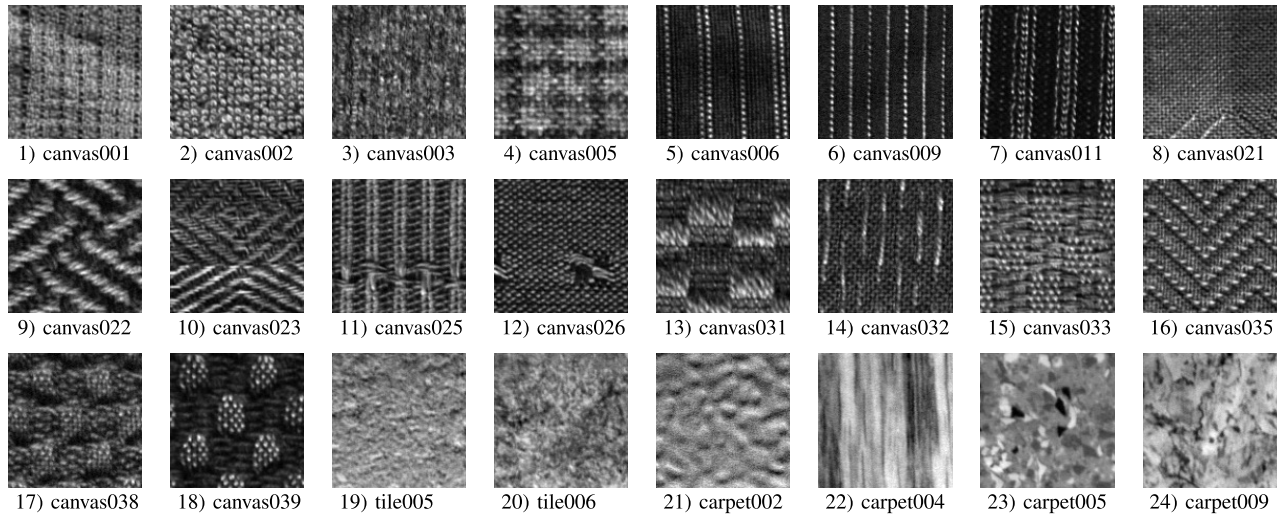 1) canvas001 2) canvas002 3) canvas003 4) canvas005 5) canvas006 6) canvas009 7) canvas011 8) canvas021
9) canvas022 10) canvas023 11) canvas025 12) canvas026 13) canvas031 14) canvas032 15) canvas033 16) canvas035
17) canvas038 18) canvas039 19) tile005 20) tile006 21) carpet002 22) carpet004 23) carpet005 24) carpet009